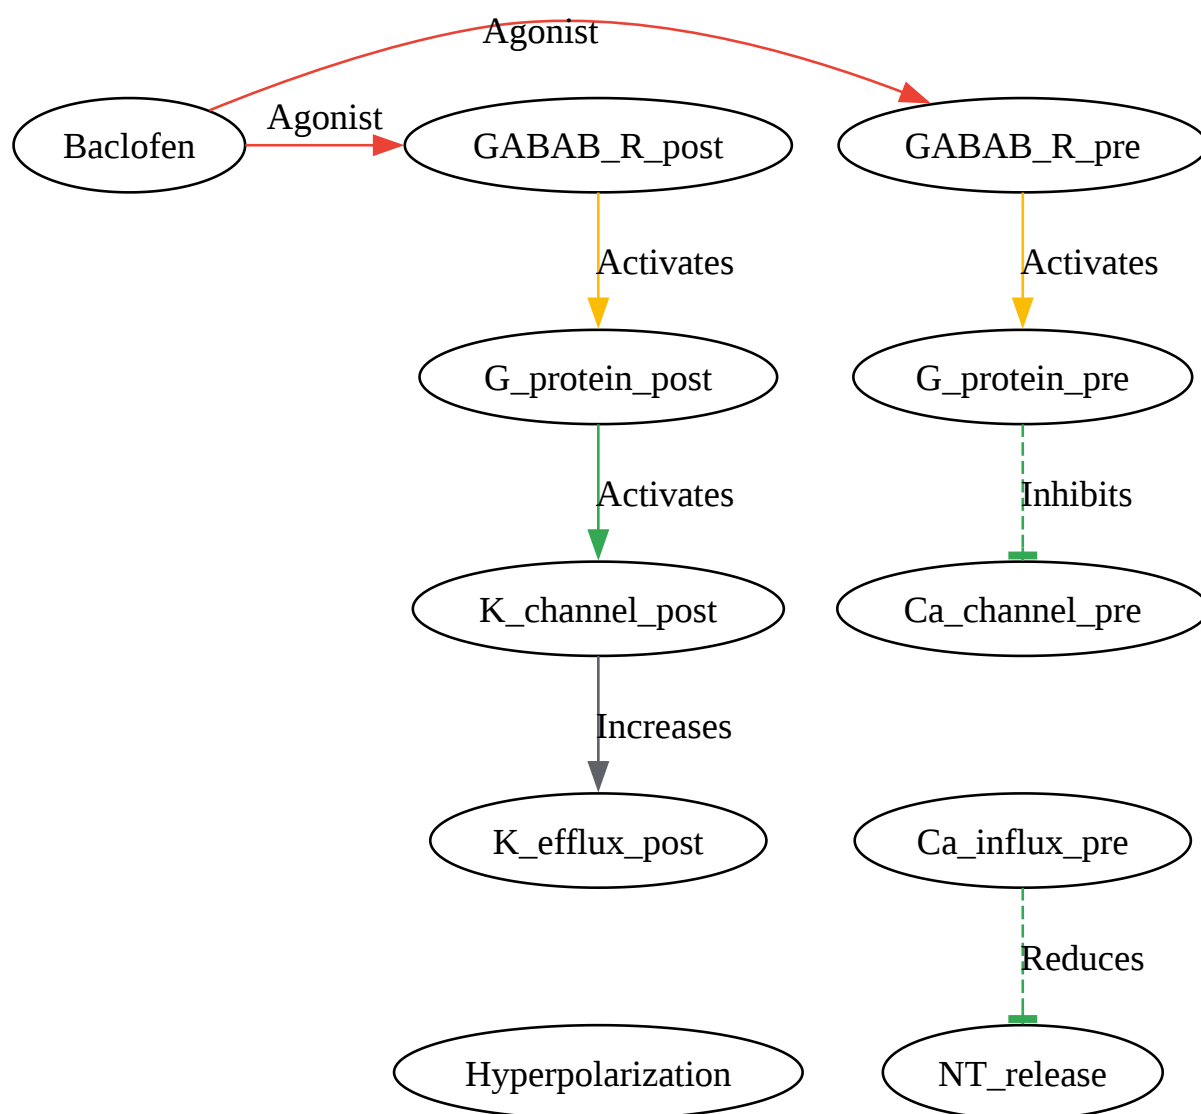 Agonist
Agonist
Baclofen
GABAB_R_post
GABAB_R_pre
Activates
Activates
G_protein_post
G_protein_pre
Activates
Inhibits
K_channel_post
Ca_channel_pre
Increases
K_efflux_post
Ca_influx_pre
Reduces
Hyperpolarization
NT_release